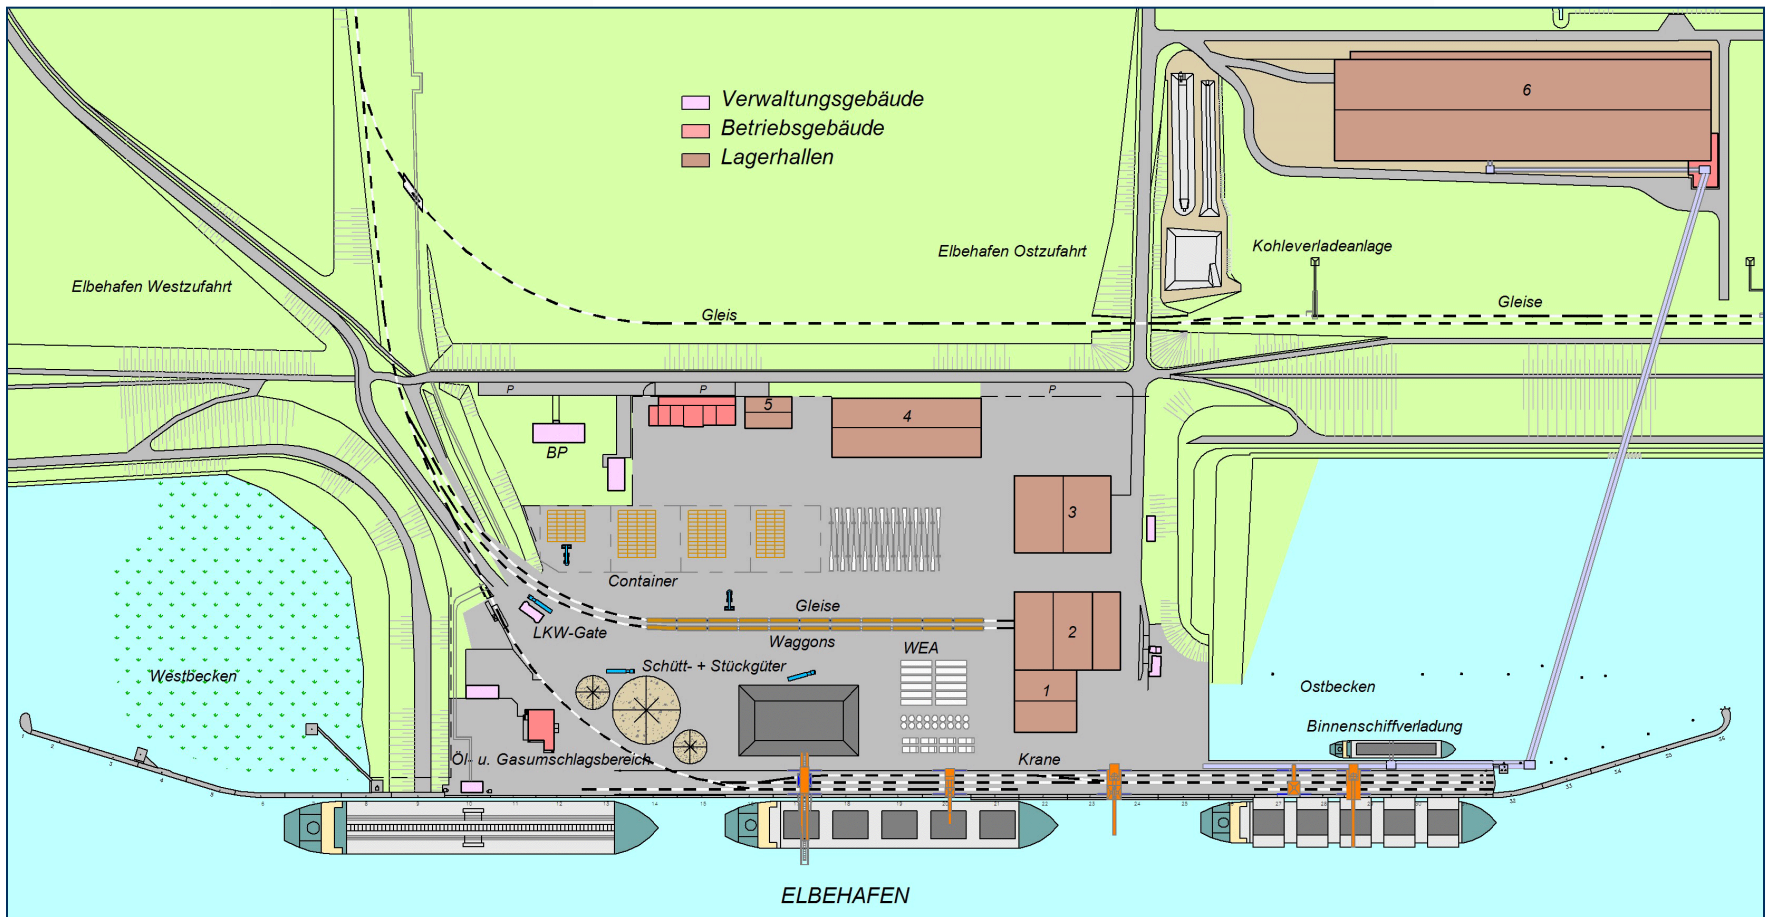 Verwaltungsgebäude
Betriebsgebäude
Lagerhallen
6
Elbehafen Westzufahrt
Elbehafen Ostzufahrt
Kohleverladeanlage
Gleis
Gleise
P
P
P
5
4
BP
3
Container
Gleise
LKW-Gate
Waggons
WEA
2
Schütt- + Stückgüter
Westbecken
1
Ostbecken
Binnenschiffverladung
Öl- u. Gasumschlagsbereich
Krane
ELBEHAFEN